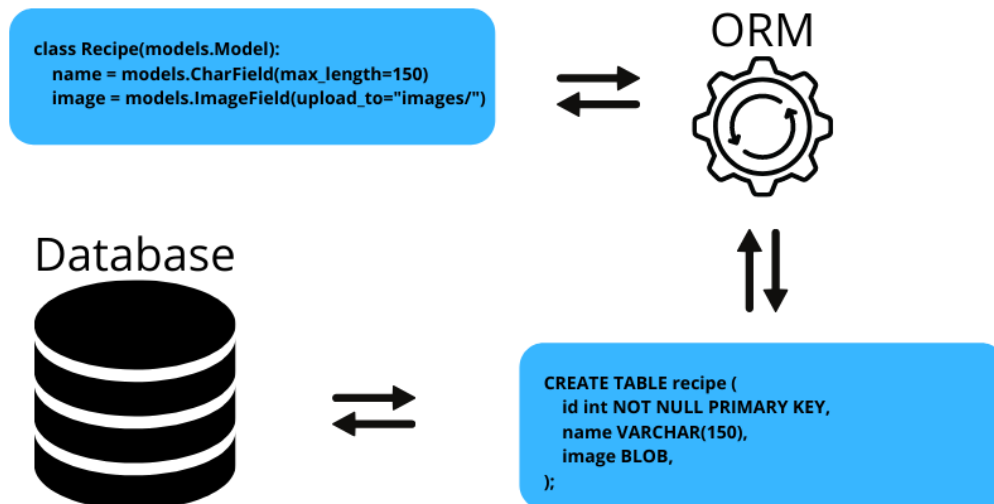 class Recipe(models.Model):
    name = models.CharField(max_length=150)
    image = models.ImageField(upload_to="images/")
ORM
Database
CREATE TABLE recipe (
    id int NOT NULL PRIMARY KEY,
    name VARCHAR(150),
    image BLOB,
);